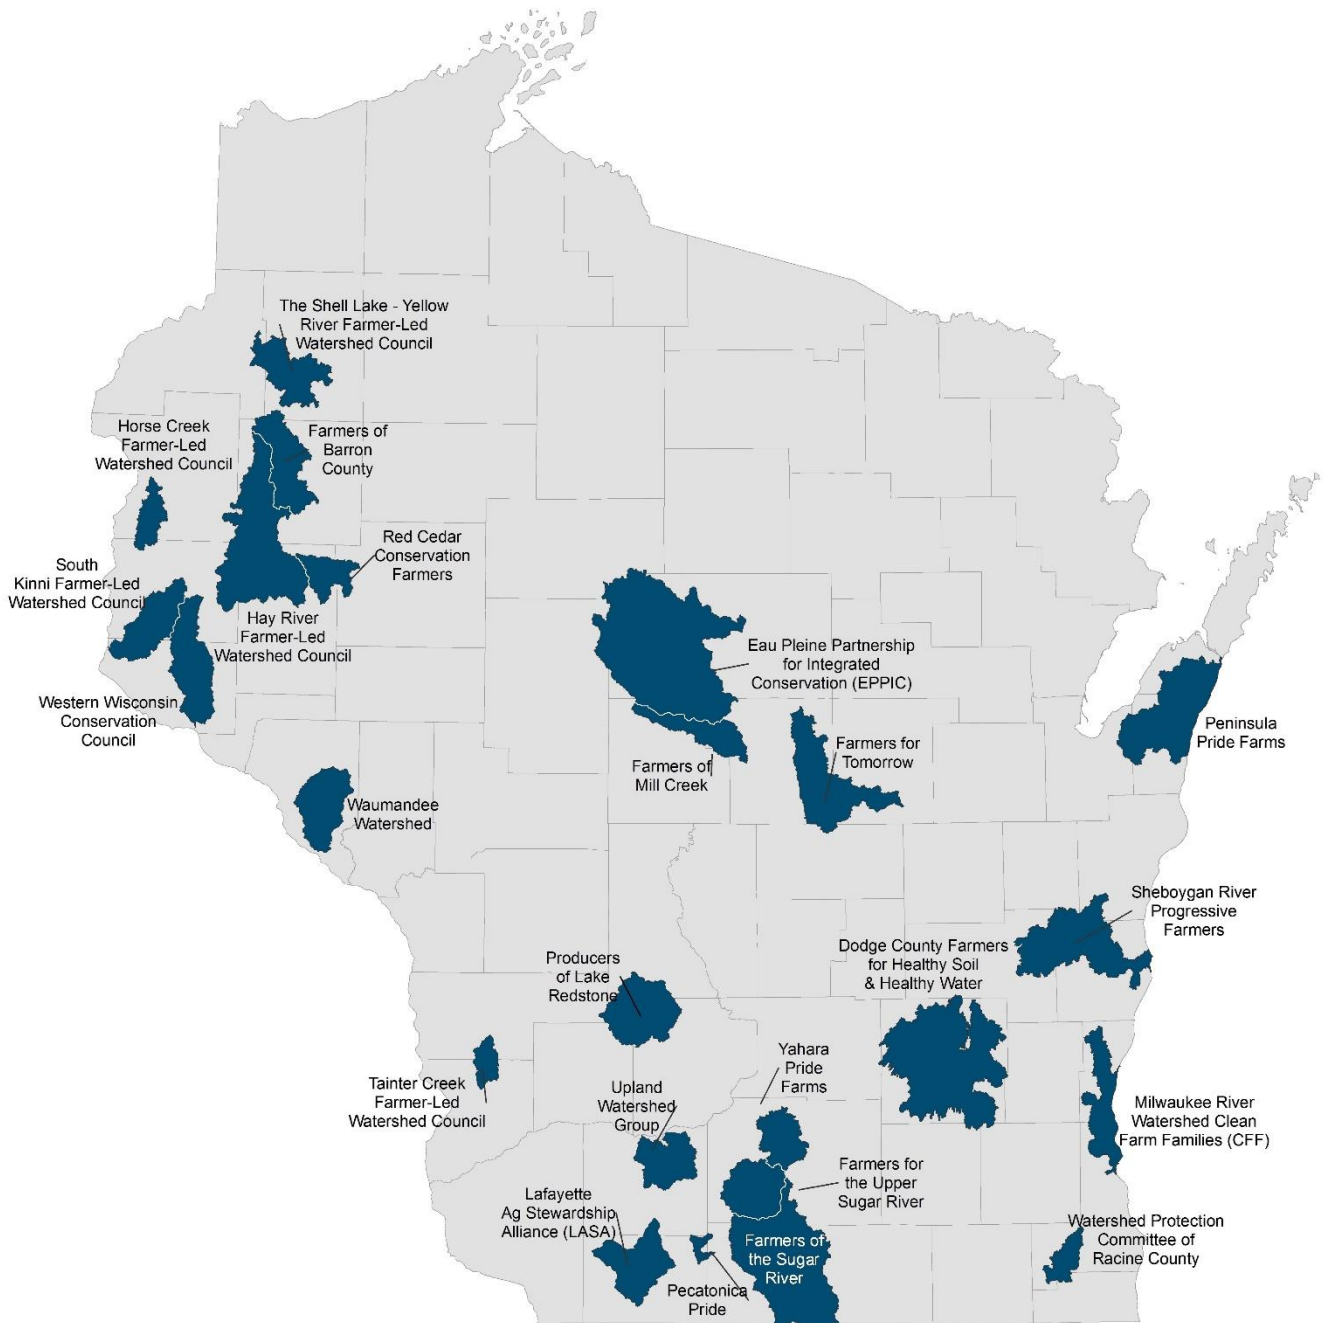 The Shell Lake - Yellow
River Farmer-Led
Watershed Council
Horse Creek
Farmer-Led
Watershed Council
Farmers of
Barron
County
Red Cedar
Conservation
Farmers
South
Kinni Farmer-Led
Watershed Council
Hay River
Farmer-Led
Watershed Council
Western Wisconsin
Conservation
Council
Eau Pleine Partnership
for Integrated
Conservation (EPPIC)
Peninsula
Pride Farms
Farmers for
Tomorrow
Farmers of
Mill Creek
Waumandee
Watershed
Sheboygan River
Progressive
Farmers
Dodge County Farmers
for Healthy Soil
& Healthy Water
Producers
of Lake
Redstone
Yahara
Pride
Farms
Tainter Creek
Farmer-Led
Watershed Council
Upland
Watershed
Group
Milwaukee River
Watershed Clean
Farm Families (CFF)
Farmers for
the Upper
Sugar River
Lafayette
Ag Stewardship
Alliance (LASA)
Watershed Protection
Committee of
Racine County
Farmers of
the Sugar
River
Pecatonica
Pride